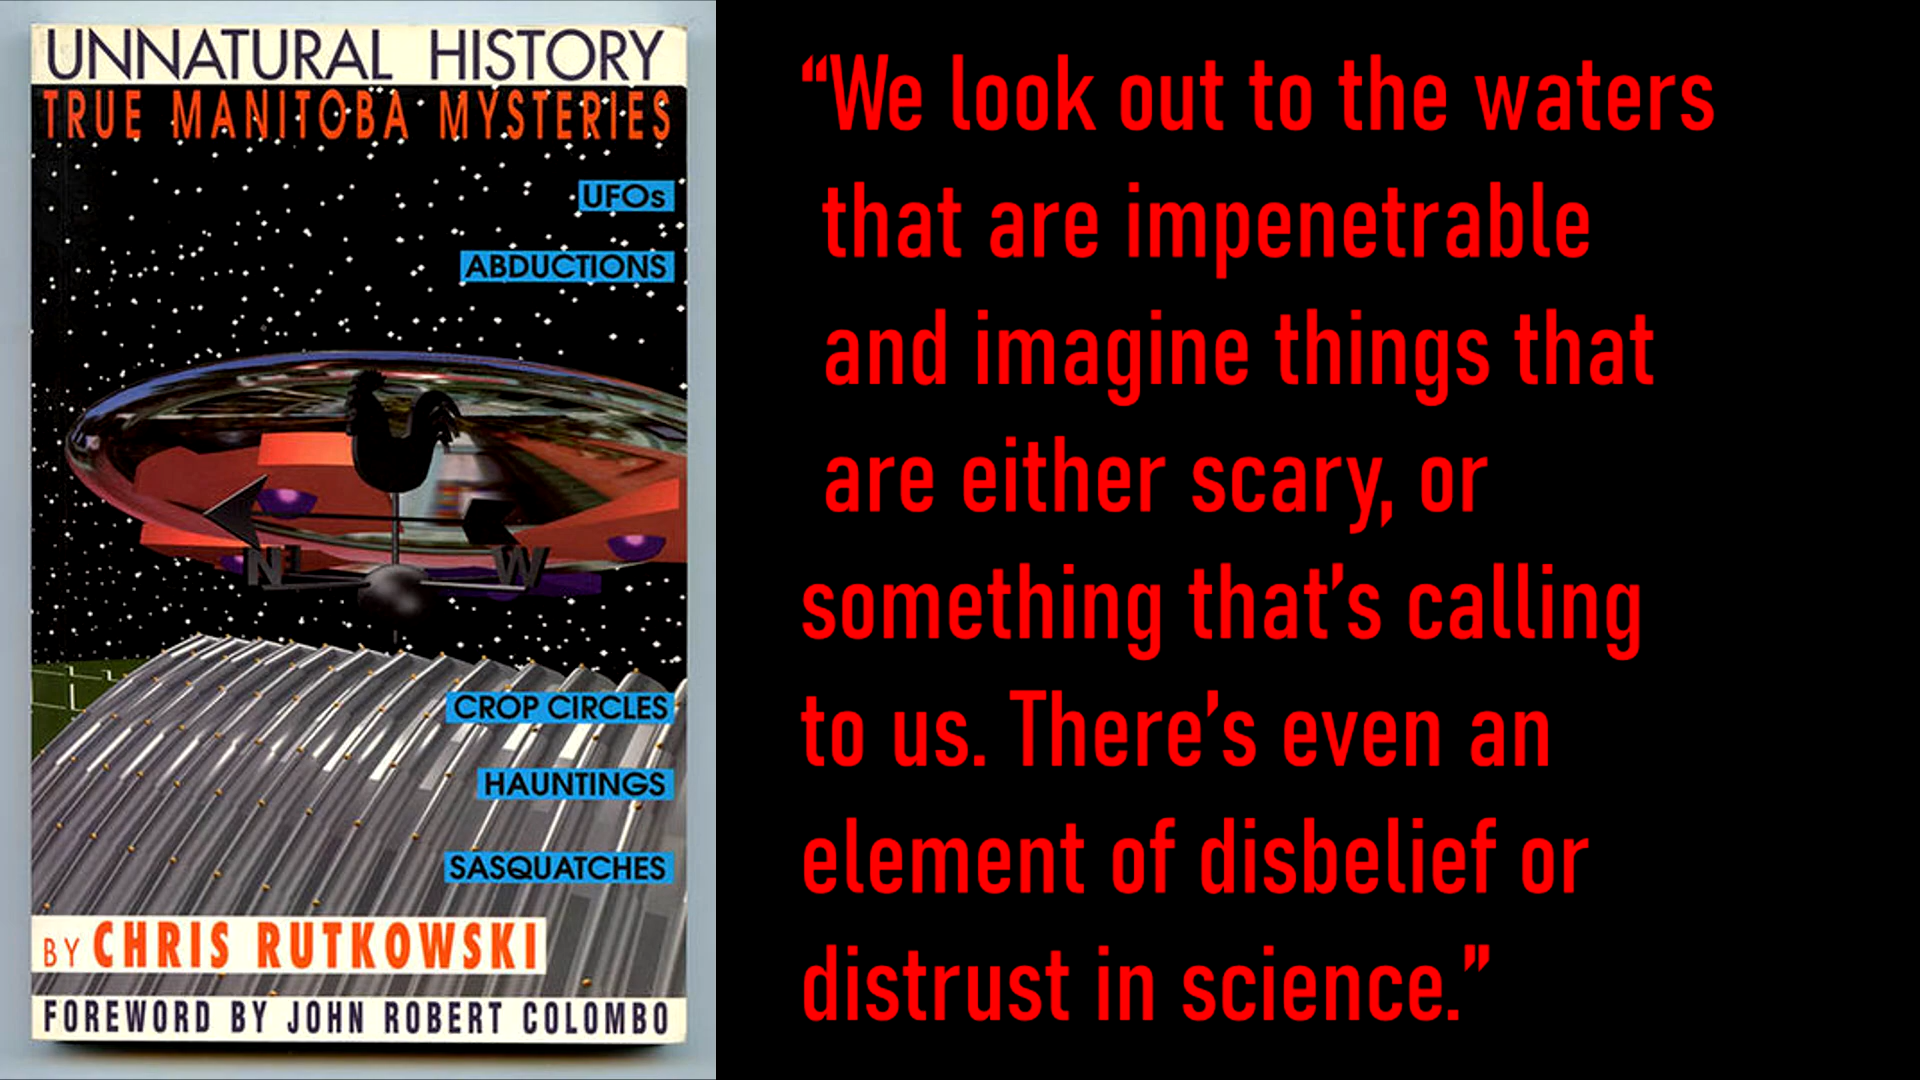 UNNATURAL HISTORY
TRUE MANITOBA MYSTERIES
UFOs
ABDUCTIONS
N E
W
CROP CIRCLES
HAUNTINGS
SASQUATCHES
BY CHRIS RUTKOWSKI
FOREWORD BY JOHN ROBERT COLOMBO
“We look out to the waters
that are impenetrable
and imagine things that
are either scary, or
something that’s calling
to us. There’s even an
element of disbelief or
distrust in science.”